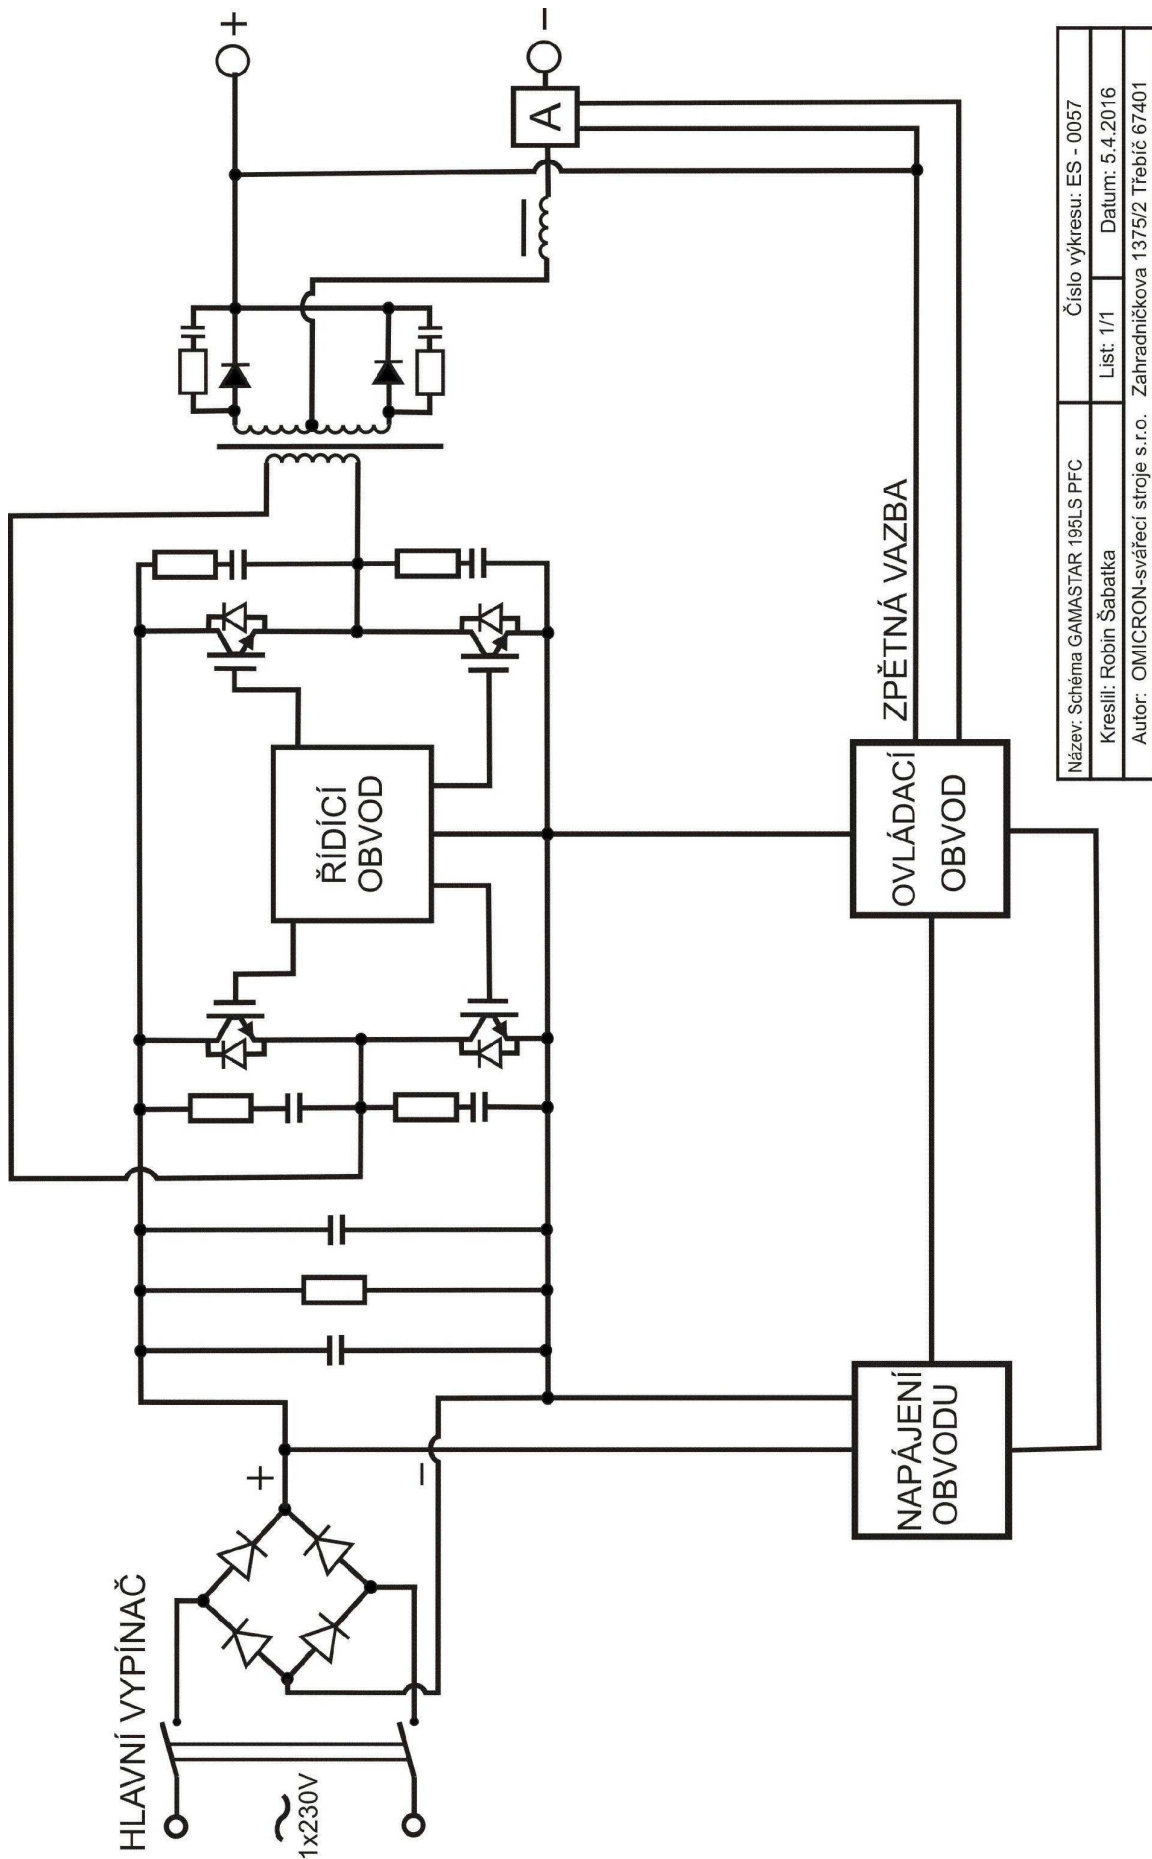 HLAVNÍ VYPÍNAČ
~
1x230V
+
−
ŘÍDÍCÍ
OBVOD
+
−
A
NAPÁJENÍ
OBVODU
OVLÁDACÍ
OBVOD
ZPĚTNÁ VAZBA
Název: Schéma GAMASTAR 195LS PFC Číslo výkresu: ES - 0057
Kreslil: Robin Šabatka List: 1/1 Datum: 5.4.2016
Autor: OMICRON-svářecí stroje s.r.o. Zahradníčkova 1375/2 Třebíč 67401